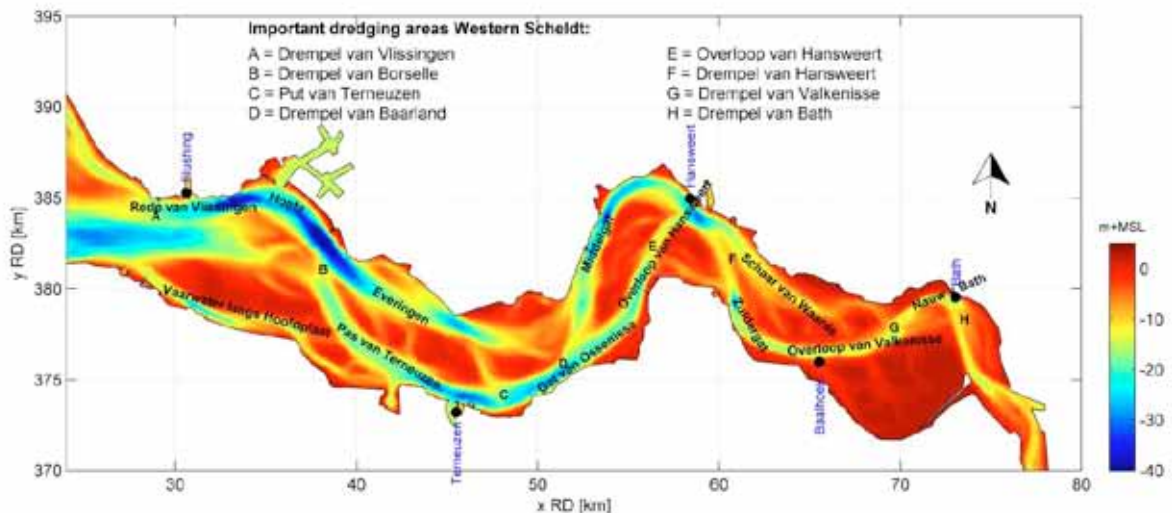 Important dredging areas Western Scheldt:
A = Drempel van Vlissingen
B = Drempel van Borselle
C = Put van Terneuzen
D = Drempel van Baarland
E = Overloop van Hansweert
F = Drempel van Hansweert
G = Drempel van Valkenisse
H = Drempel van Bath
395
390
385
380
375
370
y RD [km]
30
40
50
60
70
80
x RD [km]
m+MSL
0
-10
-20
-30
-40
N
Flushing
Rede van Vlissingen
A
Honte
B
Everingen
Vaarwater langs Hoofdplaat
Pas van Terneuzen
Terneuzen
C
D
Gat van Ossenisse
Middelgat
E
Overloop van Hansweert
Hansweert
F
Schaar van Waarde
Zuidergat
Overloop van Valkenisse
Baalhoek
G
Nauw Bath
Bath
H